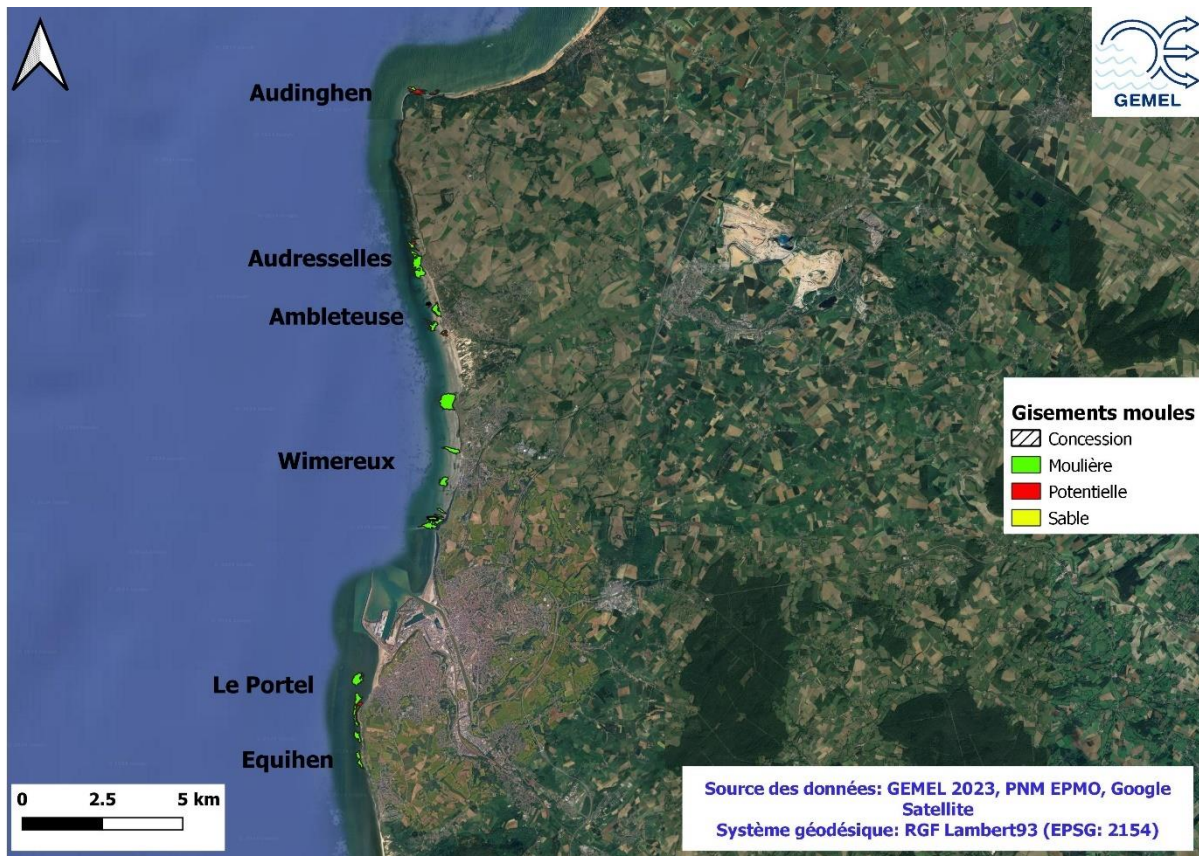 GEMEL
Audinghen
Audresselles
Ambleteuse
Gisements moules
Concession
Moulière
Potentielle
Sable
Wimereux
Le Portel
Equihen
0 2.5 5 km
Source des données: GEMEL 2023, PNM EPMO, Google
Satellite
Système géodésique: RGF Lambert93 (EPSG: 2154)